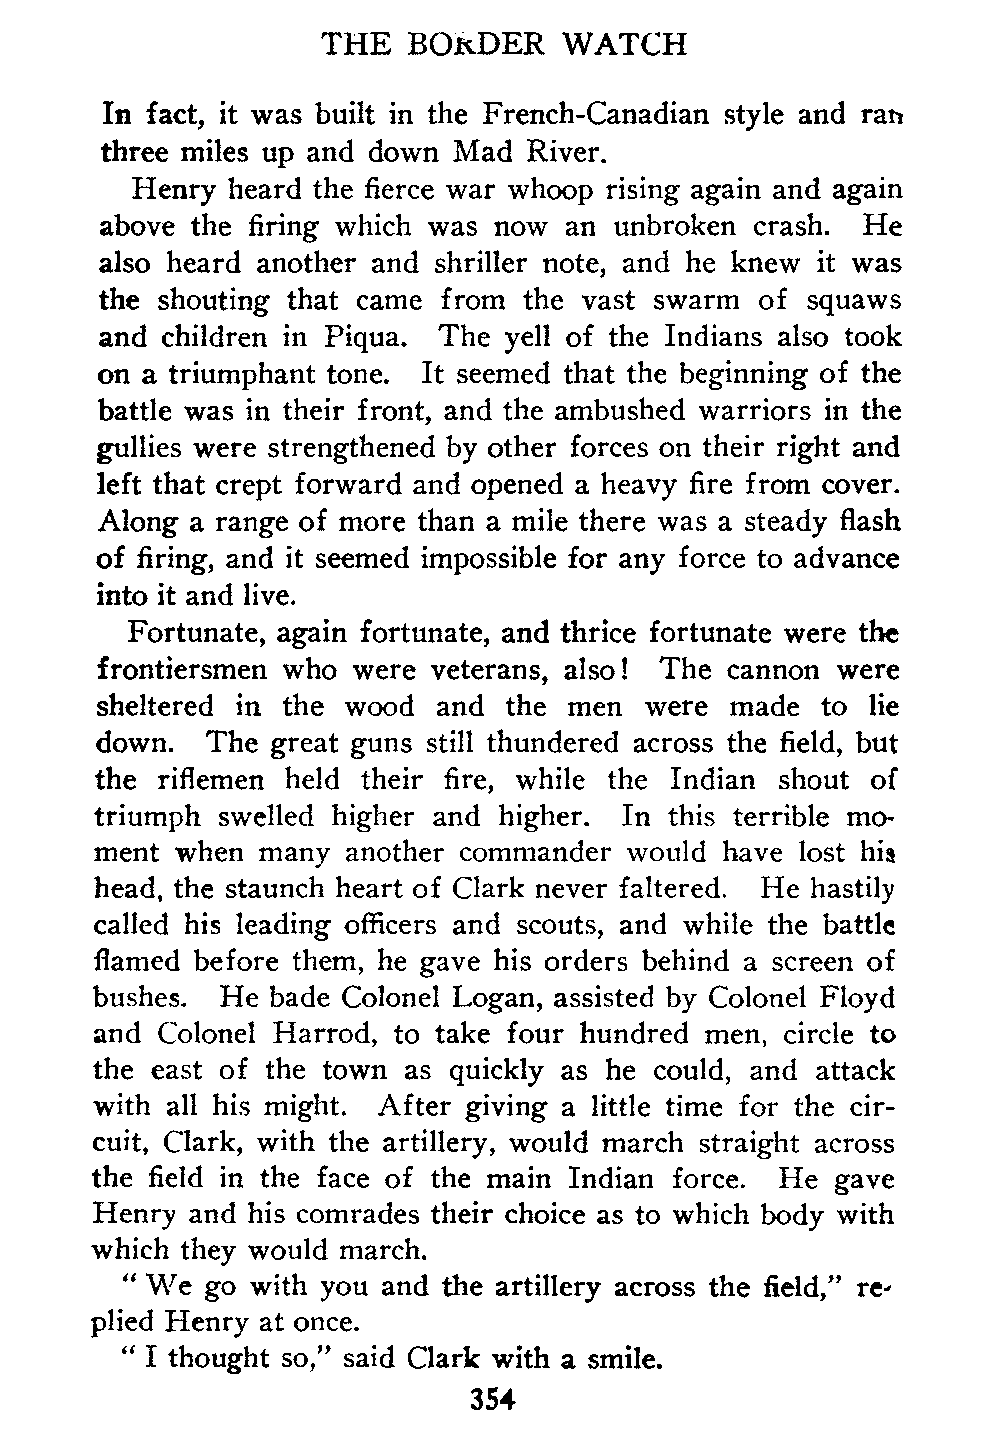 THE BORDER WATCH
In fact, it was built in the French-Canadian style and ran
three miles up and down Mad River.
Henry heard the fierce war whoop rising again and again
above the firing which was now an unbroken crash. He
also heard another and shriller note, and he knew it was
the shouting that came from the vast swarm of squaws
and children in Piqua. The yell of the Indians also took
on a triumphant tone. It seemed that the beginning of the
battle was in their front, and the ambushed warriors in the
gullies were strengthened by other forces on their right and
left that crept forward and opened a heavy fire from cover.
Along a range of more than a mile there was a steady flash
of firing, and it seemed impossible for any force to advance
into it and live.
Fortunate, again fortunate, and thrice fortunate were the
frontiersmen who were veterans, also! The cannon were
sheltered in the wood and the men were made to lie
down. The great guns still thundered across the field, but
the riflemen held their fire, while the Indian shout of
triumph swelled higher and higher. In this terrible mo-
ment when many another commander would have lost his
head, the staunch heart of Clark never faltered. He hastily
called his leading officers and scouts, and while the battle
flamed before them, he gave his orders behind a screen of
bushes. He bade Colonel Logan, assisted by Colonel Floyd
and Colonel Harrod, to take four hundred men, circle to
the east of the town as quickly as he could, and attack
with all his might. After giving a little time for the cir-
cuit, Clark, with the artillery, would march straight across
the field in the face of the main Indian force. He gave
Henry and his comrades their choice as to which body with
which they would march.
“ We go with you and the artillery across the field,” re-
plied Henry at once.
“ I thought so,” said Clark with a smile.
354